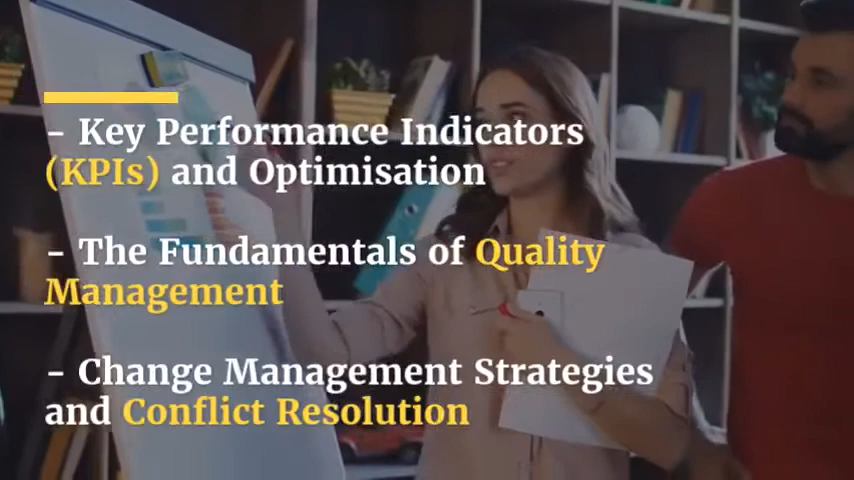 - Key Performance Indicators
(KPIs) and Optimisation
- The Fundamentals of Quality
Management
- Change Management Strategies
and Conflict Resolution